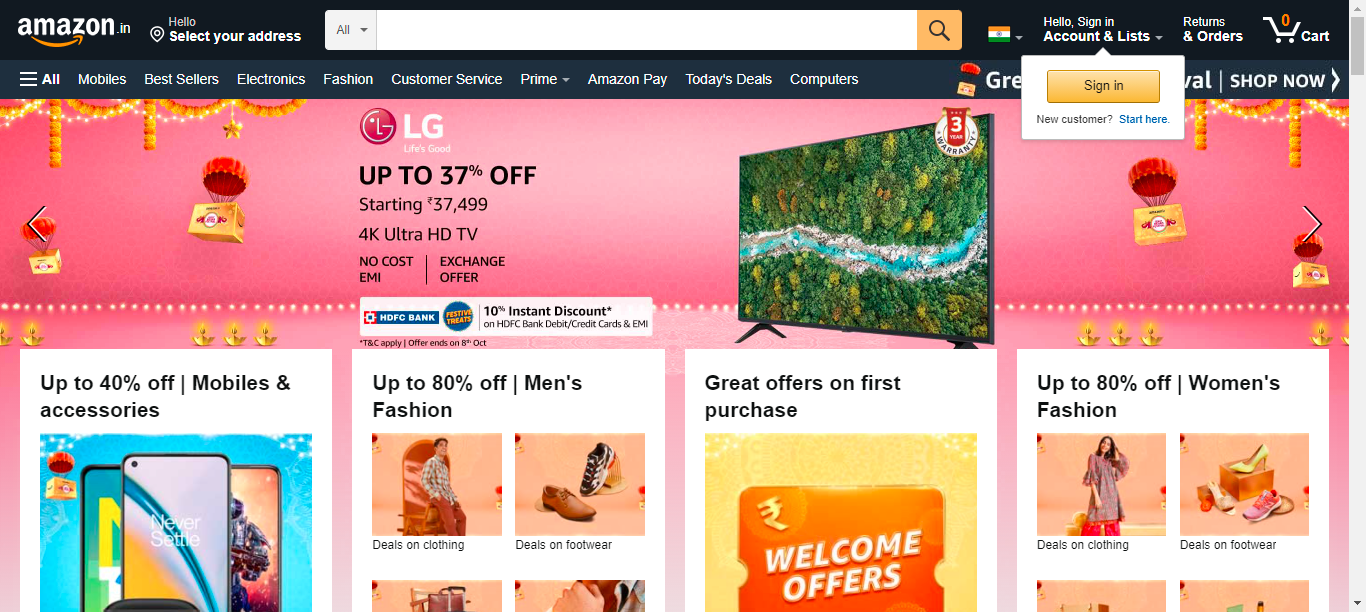 amazon.in
Hello
Select your address
All
Hello, Sign in
Account & Lists
Returns
& Orders
0
Cart
All
Mobiles
Best Sellers
Electronics
Fashion
Customer Service
Prime
Amazon Pay
Today's Deals
Computers
Gre
val | SHOP NOW
Sign in
New customer? Start here.
LG
Life's Good
UP TO 37% OFF
Starting ₹37,499
4K Ultra HD TV
NO COST
EMI
EXCHANGE
OFFER
HDFC BANK
FESTIVE
TREATS
10% Instant Discount*
on HDFC Bank Debit/Credit Cards & EMI
*T&C apply | Offer ends on 8th Oct
3
YEAR
WARRANTY
Up to 40% off | Mobiles &
accessories
Never
Settle
Up to 80% off | Men's
Fashion
Deals on clothing
Deals on footwear
Great offers on first
purchase
₹
WELCOME
OFFERS
Up to 80% off | Women's
Fashion
Deals on clothing
Deals on footwear